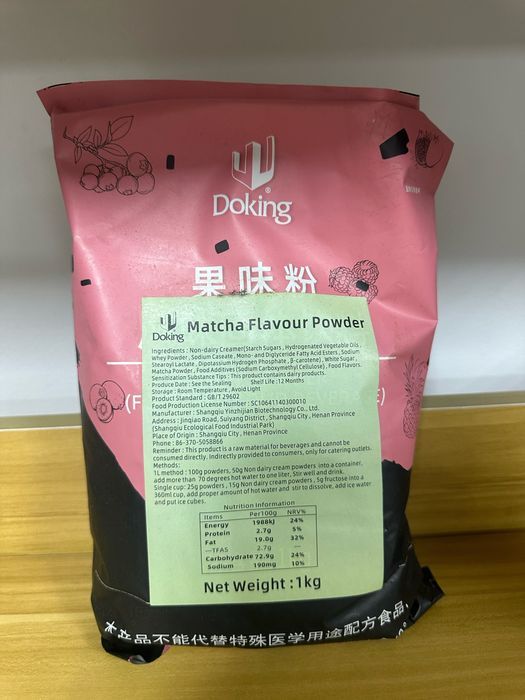 Doking®
果味粉
Doking
Matcha Flavour Powder
Ingredients : Non-dairy Creamer(Starch Sugars , Hydrogenated Vegetable Oils ,
Whey Powder , Sodium Caseate , Mono- and Diglyceride Fatty Acid Esters , Sodium
Stearoyl Lactate , Dipotassium Hydrogen Phosphate , β-carotene) , White Sugar ,
Matcha Powder , Food Additives (Sodium Carboxymethyl Cellulose) , Food Flavors.
Sensitization Substance Tips : This product contains dairy products.
Produce Date : See the Sealing Shelf Life : 12 Months
Storage : Room Temperature , Avoid Light
Product Standard : GB/T 29602
Food Production License Number : SC10641140300010
Manufacturer : Shangqiu Yinzhijian Biotechnology Co., Ltd.
Address : Jinqiao Road, Suiyang District , Shangqiu City , Henan Province
(Shangqiu Ecological Food Industrial Park)
Place of Origin : Shangqiu City , Henan Province
Phone : 86-370-5058866
Reminder : This product is a raw material for beverages and cannot be
consumed directly. Indirectly provided to consumers, only for catering outlets.
Methods:
1L method : 100g powders , 50g Non dairy cream powders into a container,
add more than 70 degrees hot water to one liter, Stir well and drink.
Single cup: 25g powders , 15g Non dairy powders , 5g fructose into a
360ml cup , add proper amount of hot water and stir to dissolve, add ice water
and put ice cubes.
Nutrition Information
Items Per100g NRV%
Energy 1988kJ 24%
Protein 2.7g 5%
Fat 19.0g 32%
—TFAS 2.7g —
Carbohydrate 72.9g 24%
Sodium 190mg 10%
Net Weight : 1kg
本产品不能代替特殊医学用途配方食品、